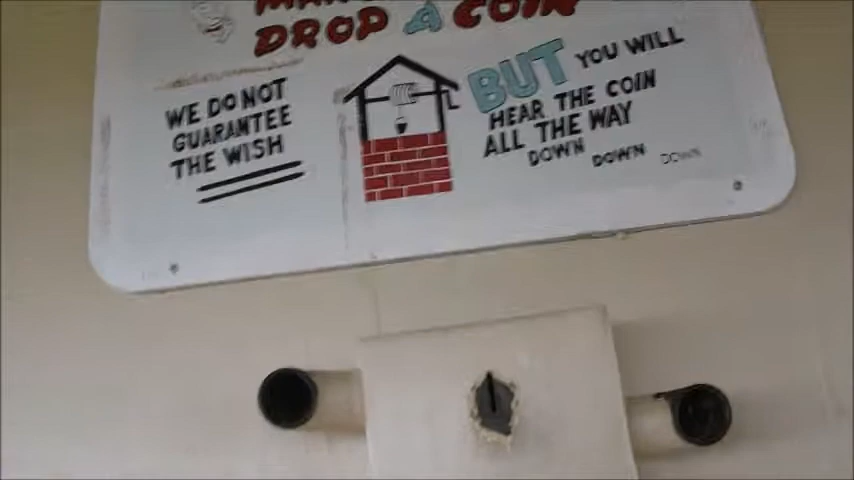 DROP A COIN
WE DO NOT
GUARANTEE
THE WISH
BUT YOU WILL
HEAR THE COIN
ALL THE WAY
DOWN DOWN DOWN